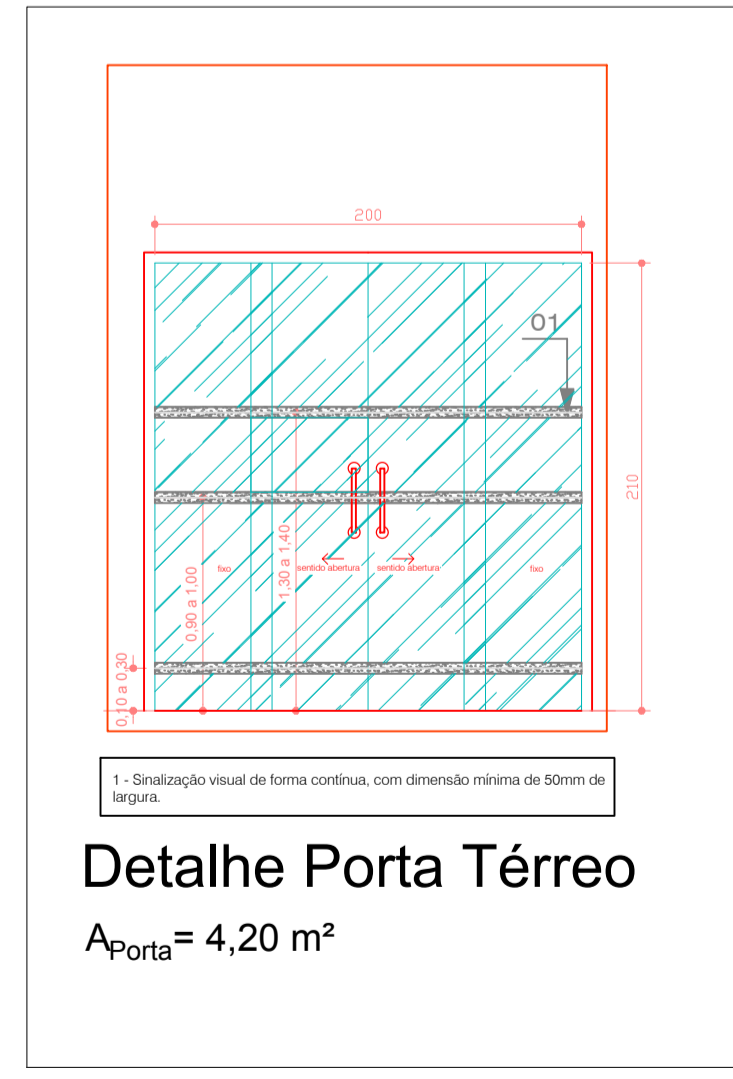 200
01
210
1,30 a 1,40
0,90 a 1,00
0,10 a 0,30
fixo
sentido abertura
sentido abertura
fixo
1 - Sinalização visual de forma contínua, com dimensão mínima de 50mm de
largura.
Detalhe Porta Térreo
APorta= 4,20 m²